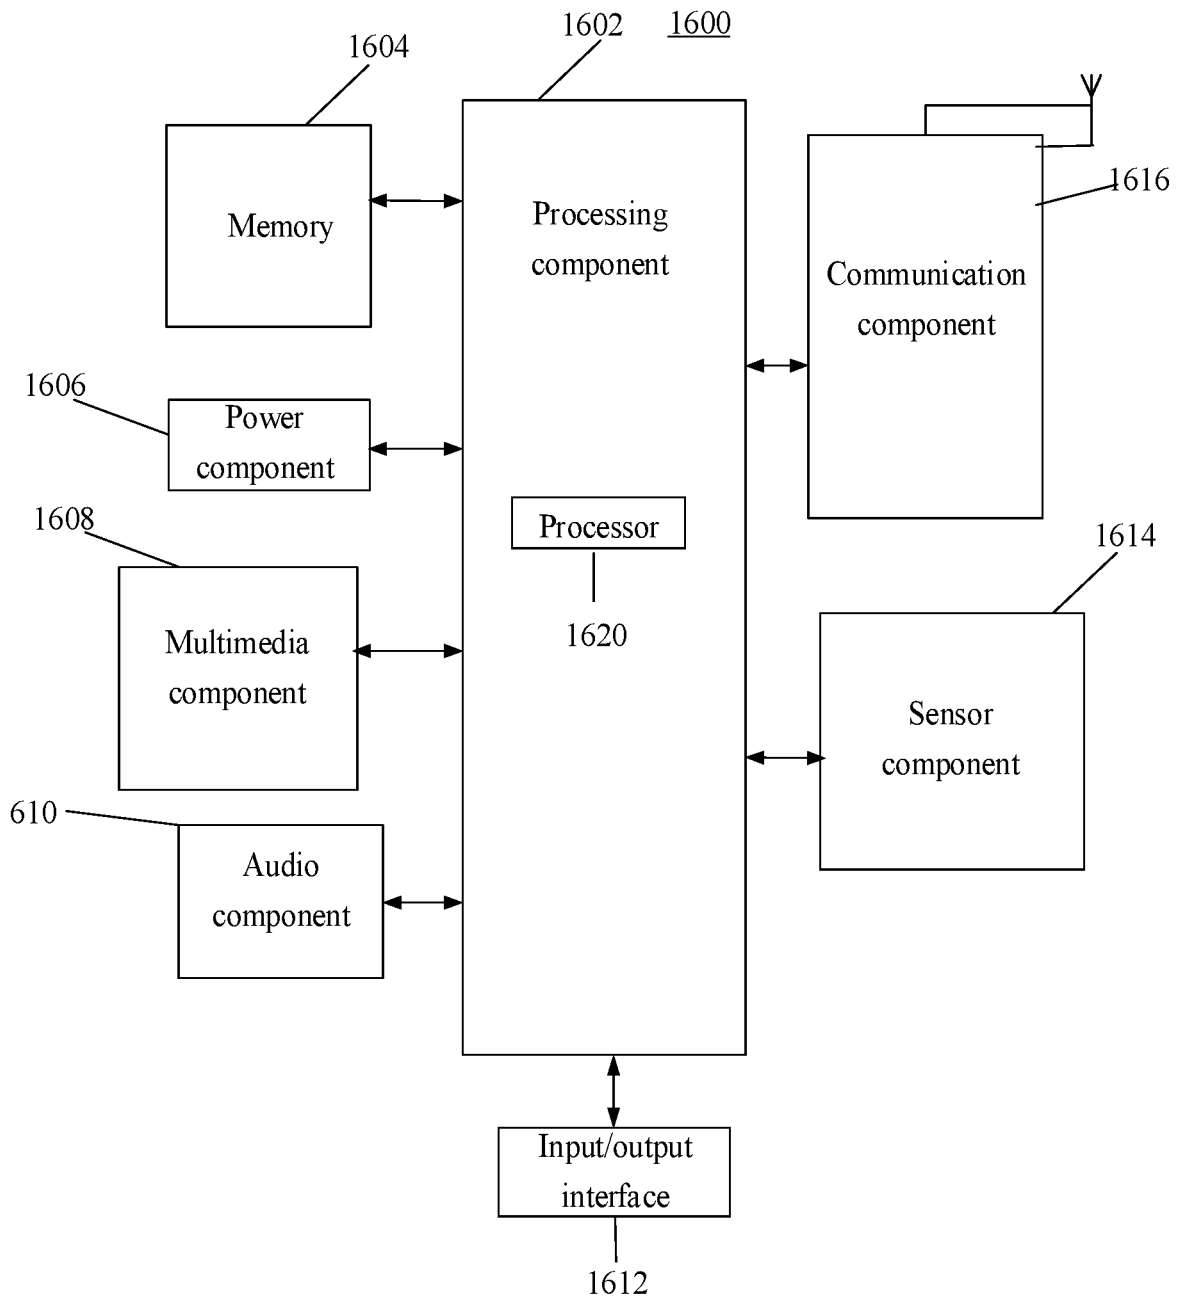 1602
1600
1604
Memory
Processing
component
1616
Communication
component
1606
Power
component
1608
Processor
1620
1614
Multimedia
component
Sensor
component
610
Audio
component
Input/output
interface
1612